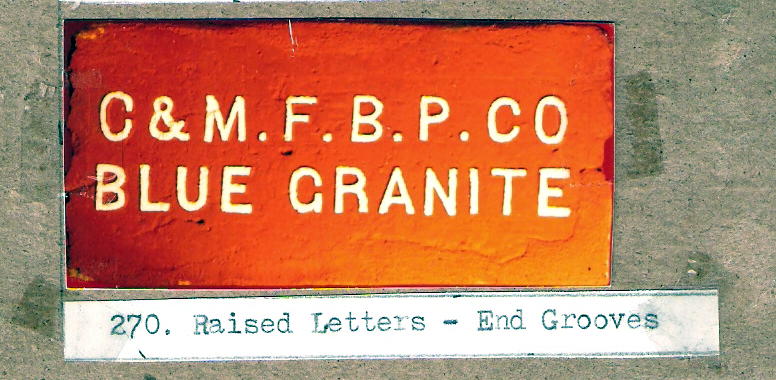 C & M. F. B. P. CO
BLUE GRANITE
270. Raised Letters - End Grooves